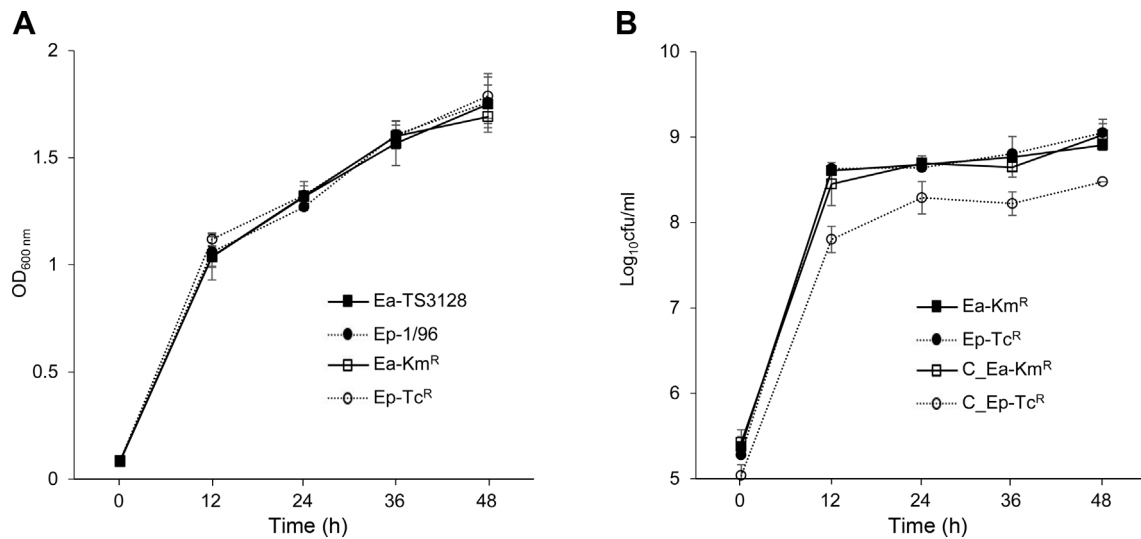 A
2
1.5
1
0.5
0
OD600 nm
0 12 24 36 48
Time (h)
Ea-TS3128
Ep-1/96
Ea-KmR
Ep-TcR
B
10
9
8
7
6
5
Log10cfu/ml
0 12 24 36 48
Time (h)
Ea-KmR
Ep-TcR
C_Ea-KmR
C_Ep-TcR